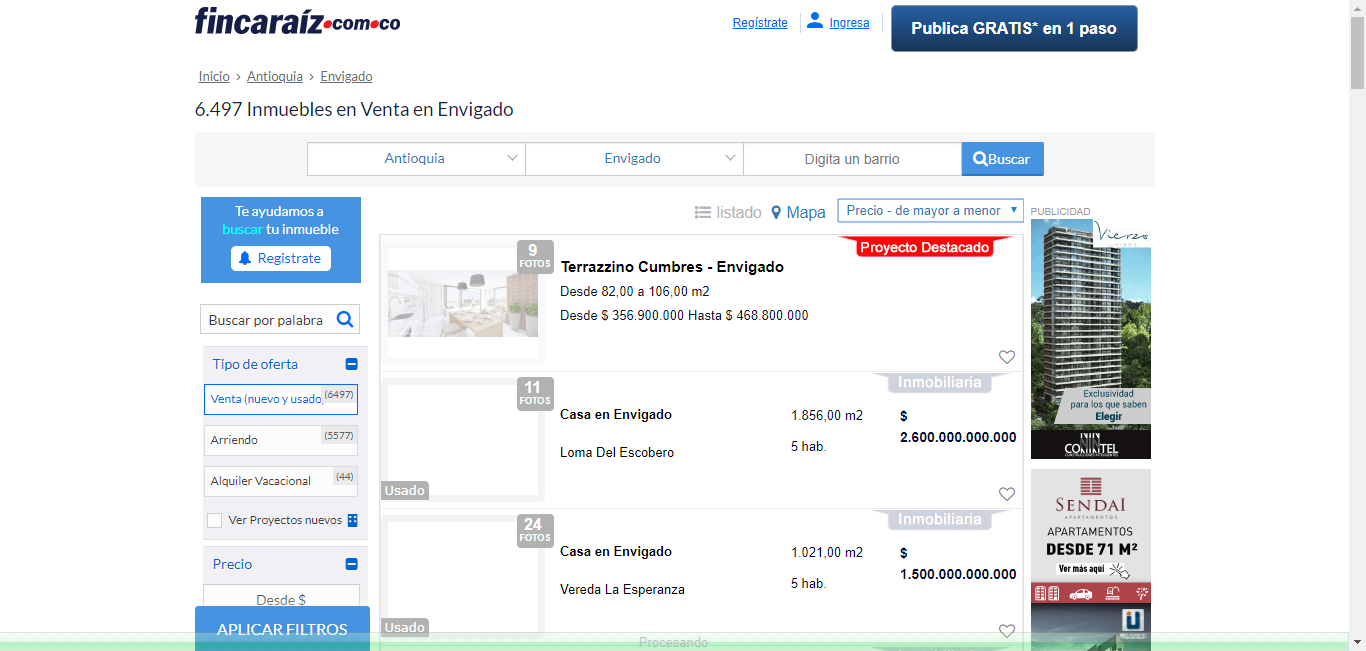 fincaraíz.com.co
Regístrate
Ingresa
Publica GRATIS* en 1 paso
Inicio > Antioquia > Envigado
6.497 Inmuebles en Venta en Envigado
Antioquia
Envigado
Digita un barrio
Buscar
Te ayudamos a
buscar tu inmueble
Registrate
Buscar por palabra
Tipo de oferta
Venta (nuevo y usado) (6497)
Arriendo (5577)
Alquiler Vacacional (44)
Ver Proyectos nuevos
Precio
Desde $
APLICAR FILTROS
listado
Mapa
Precio - de mayor a menor
9
FOTOS
Proyecto Destacado
Terrazzino Cumbres - Envigado
Desde 82,00 a 106,00 m2
Desde $ 356.900.000 Hasta $ 468.800.000
11
FOTOS
Usado
Inmobiliaria
Casa en Envigado
Loma Del Escobero
1.856,00 m2
5 hab.
$
2.600.000.000.000
24
FOTOS
Usado
Inmobiliaria
Casa en Envigado
Vereda La Esperanza
1.021,00 m2
5 hab.
$
1.500.000.000.000
Procesando
PUBLICIDAD
Vierzo
Exclusividad
para los que saben
Elegir
CONINTEL
SENDAI
APARTAMENTOS
APARTAMENTOS
DESDE 71 M²
Ver más aquí